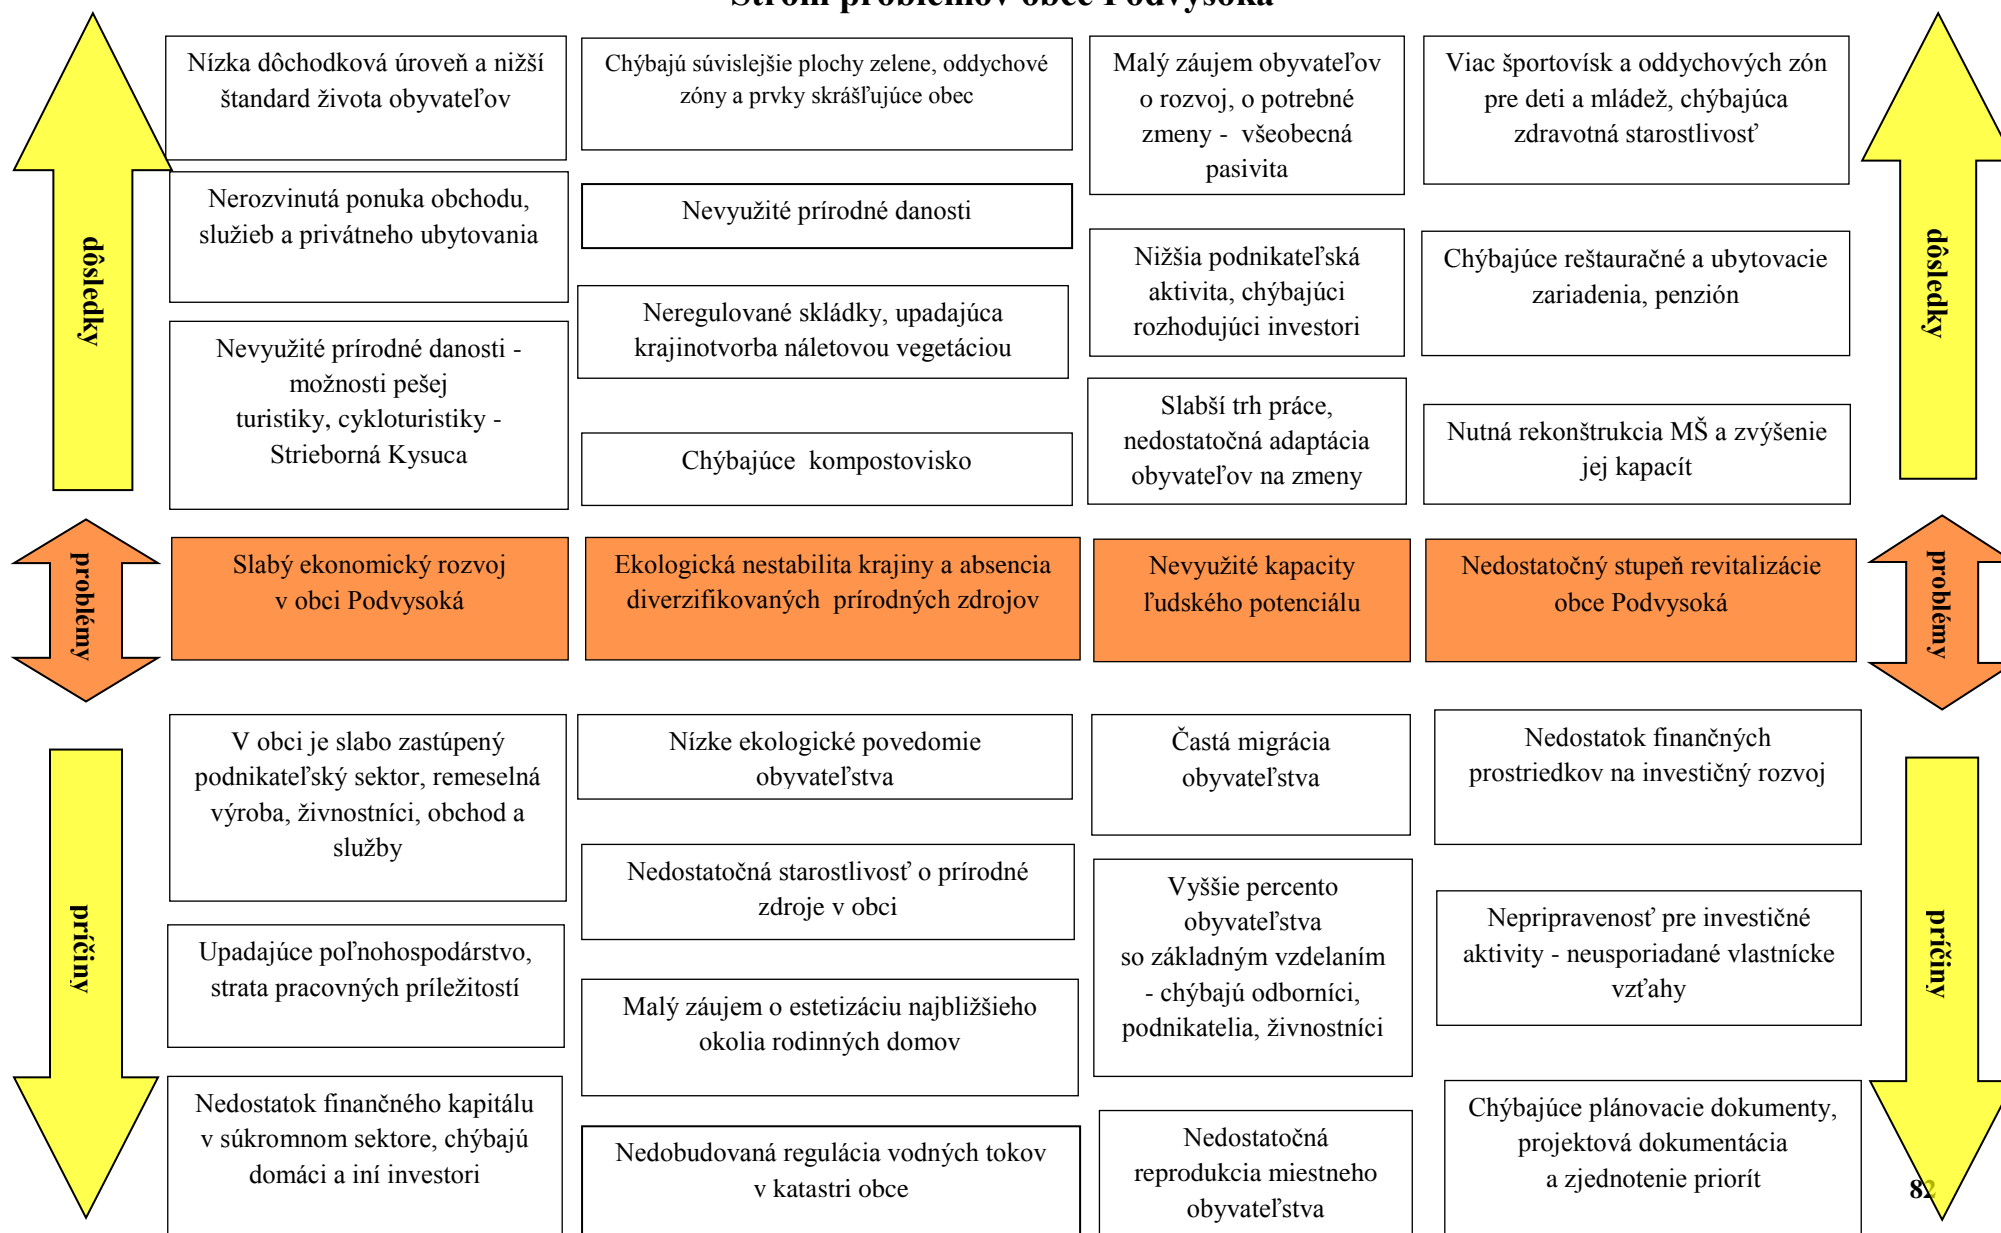 Strom problémov obce Podvysoká
dôsledky
Nízka dôchodková úroveň a nižší
štandard života obyvateľov
Chýbajú súvislejšie plochy zelene, oddychové
zóny a prvky skrášľujúce obec
Malý záujem obyvateľov
o rozvoj, o potrebné
zmeny - všeobecná
pasivita
Viac športovísk a oddychových zón
pre deti a mládež, chýbajúca
zdravotná starostlivosť
dôsledky
Nerozvinutá ponuka obchodu,
služieb a privátneho ubytovania
Nevyužité prírodné danosti
Nižšia podnikateľská
aktivita, chýbajúci
rozhodujúci investori
Chýbajúce reštauračné a ubytovacie
zariadenia, penzión
Nevyužité prírodné danosti -
možnosti pešej
turistiky, cykloturistiky -
Strieborná Kysuca
Neregulované skládky, upadajúca
krajinotvorba náletovou vegetáciou
Chýbajúce kompostovisko
Slabší trh práce,
nedostatočná adaptácia
obyvateľov na zmeny
Nutná rekonštrukcia MŠ a zvýšenie
jej kapacít
problémy
Slabý ekonomický rozvoj
v obci Podvysoká
Ekologická nestabilita krajiny a absencia
diverzifikovaných prírodných zdrojov
Nevyužité kapacity
ľudského potenciálu
Nedostatočný stupeň revitalizácie
obce Podvysoká
problémy
príčiny
V obci je slabo zastúpený
podnikateľský sektor, remeselná
výroba, živnostníci, obchod a
služby
Nízke ekologické povedomie
obyvateľstva
Častá migrácia
obyvateľstva
Nedostatok finančných
prostriedkov na investičný rozvoj
príčiny
Upadajúce poľnohospodárstvo,
strata pracovných príležitostí
Nedostatočná starostlivosť o prírodné
zdroje v obci
Vyššie percento
obyvateľstva
so základným vzdelaním
- chýbajú odborníci,
podnikatelia, živnostníci
Nepripravenosť pre investičné
aktivity - neusporiadané vlastnícke
vzťahy
Malý záujem o estetizáciu najbližšieho
okolia rodinných domov
Nedostatok finančného kapitálu
v súkromnom sektore, chýbajú
domáci a iní investori
Nedobudovaná regulácia vodných tokov
v katastri obce
Nedostatočná
reprodukcia miestneho
obyvateľstva
Chýbajúce plánovacie dokumenty,
projektová dokumentácia
a zjednotenie priorít
82